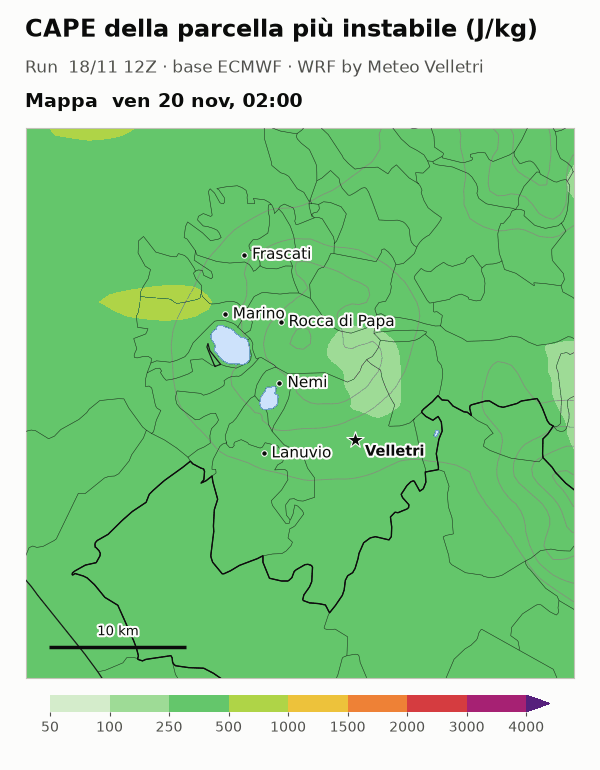 CAPE della parcella più instabile (J/kg)
Run  18/11 12Z · base ECMWF · WRF by Meteo Velletri
Mappa  ven 20 nov, 02:00
Frascati
Marino
Rocca di Papa
Nemi
Velletri
Lanuvio
10 km
50 100 250 500 1000 1500 2000 3000 4000